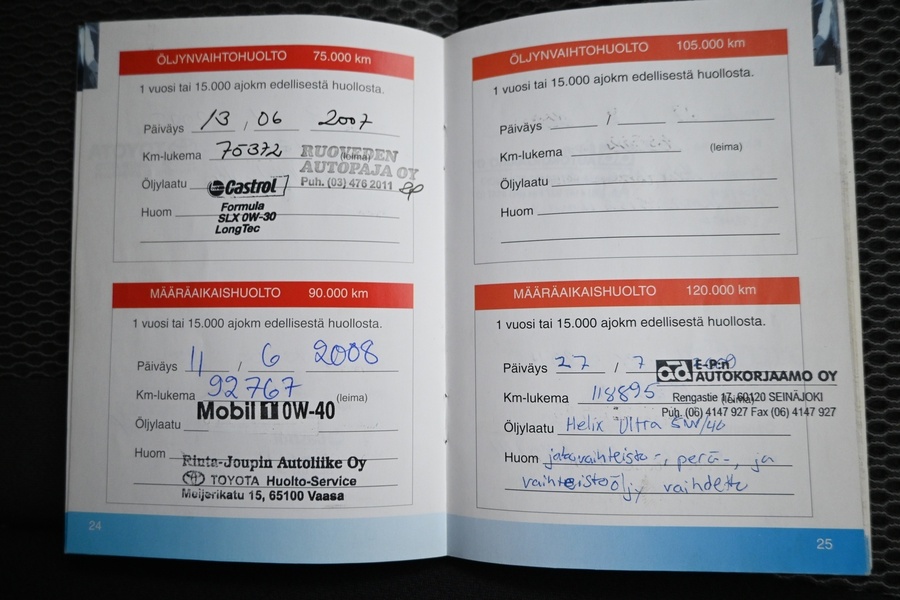 ÖLJYNVAIHTOHUOLTO 75.000 km
1 vuosi tai 15.000 ajokm edellisestä huollosta.
Päiväys 13 / 06 2007
Km-lukema 75372 (leima)
RUOVEDEN
AUTOPAJA OY
Puh. (03) 476 2011
Öljylaatu Castrol
Huom Formula
SLX 0W-30
LongTec
MÄÄRÄAIKAISHUOLTO 90.000 km
1 vuosi tai 15.000 ajokm edellisestä huollosta.
Päiväys 11 / 6 2008
Km-lukema 92767 (leima)
Mobil 1 0W-40
Öljylaatu
Huom Rinta-Joupin Autoliike Oy
TOYOTA Huolto-Service
Meijerikatu 15, 65100 Vaasa
24
ÖLJYNVAIHTOHUOLTO 105.000 km
1 vuosi tai 15.000 ajokm edellisestä huollosta.
Päiväys /
Km-lukema (leima)
Öljylaatu
Huom
MÄÄRÄAIKAISHUOLTO 120.000 km
1 vuosi tai 15.000 ajokm edellisestä huollosta.
Päiväys 27 / 7 2009
ad E-P:n
AUTOKORJAAMO OY
Km-lukema 118895 (leima)
Rengastie 17, 60120 SEINÄJOKI
Puh. (06) 4147 927 Fax (06) 4147 927
Öljylaatu Helix Ultra 5W/40
Huom jakovaihteisto-, perä-, ja
vaihteistoöljy vaihdettu
25